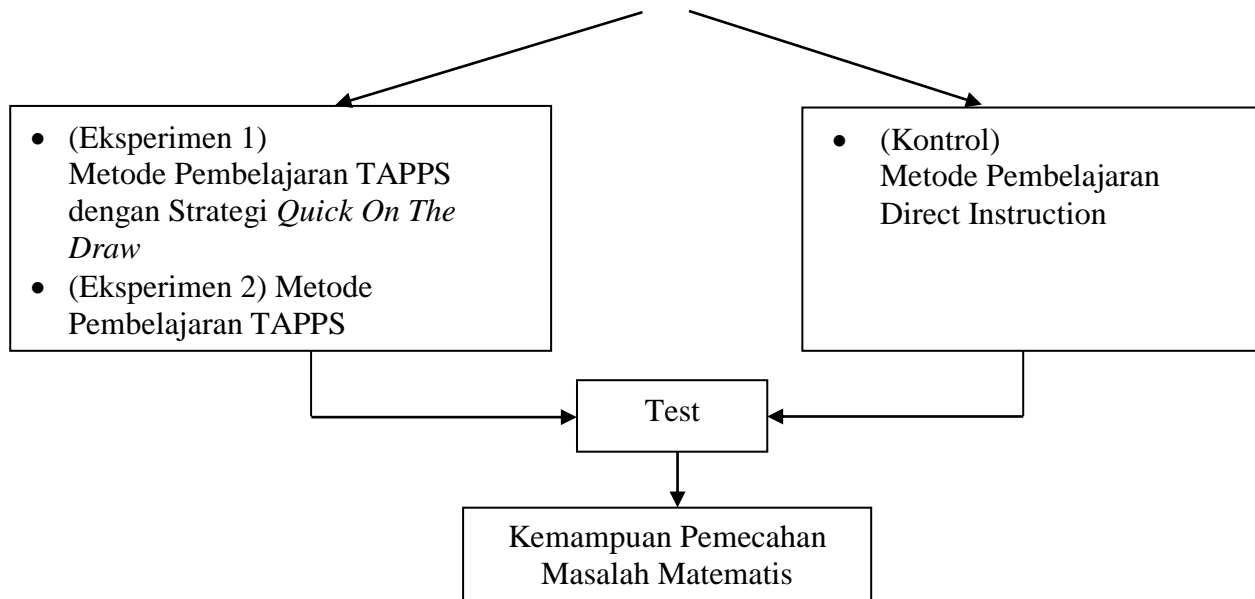 • (Eksperimen 1)
Metode Pembelajaran TAPPS
dengan Strategi Quick On The
Draw
• (Eksperimen 2) Metode
Pembelajaran TAPPS
• (Kontrol)
Metode Pembelajaran
Direct Instruction
Test
Kemampuan Pemecahan
Masalah Matematis